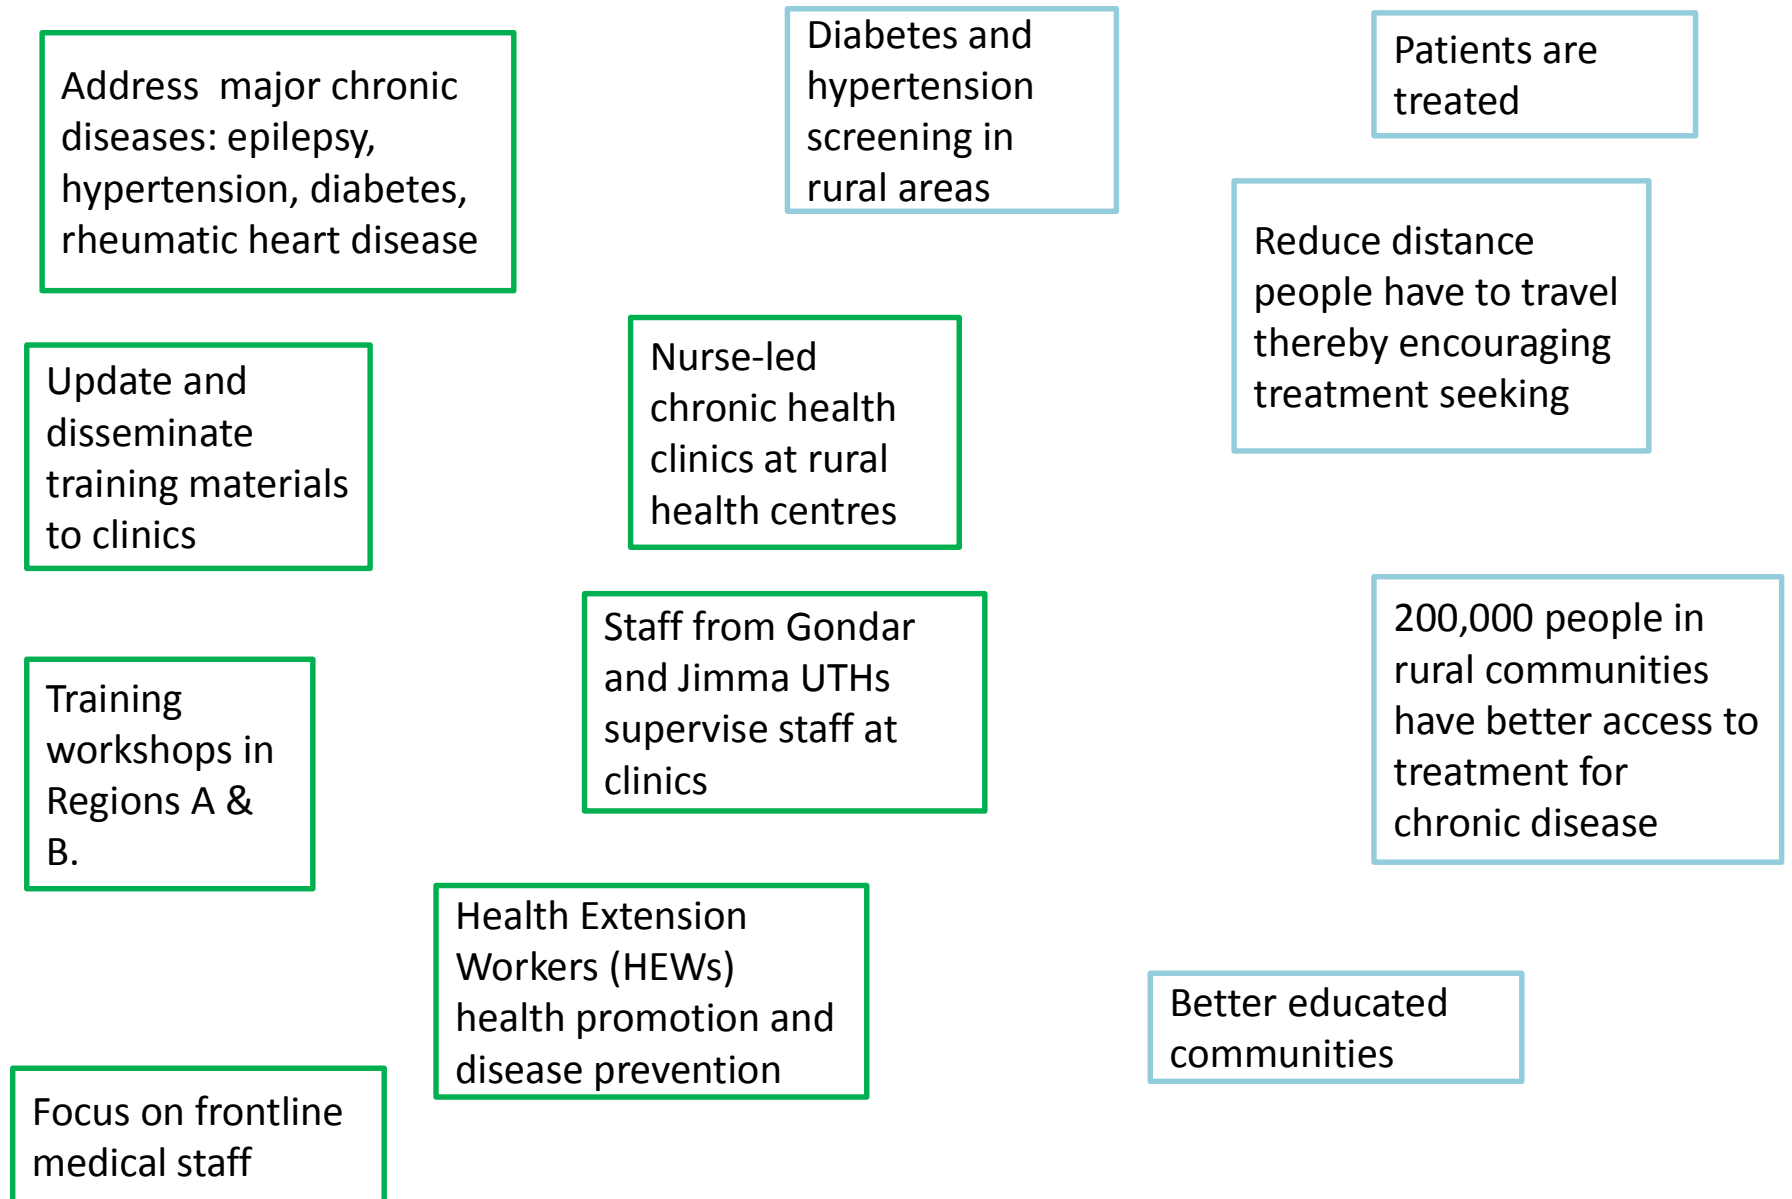 Address  major chronic
diseases: epilepsy,
hypertension, diabetes,
rheumatic heart disease
Diabetes and
hypertension
screening in
rural areas
Patients are
treated
Reduce distance
people have to travel
thereby encouraging
treatment seeking
Update and
disseminate
training materials
to clinics
Nurse-led
chronic health
clinics at rural
health centres
Staff from Gondar
and Jimma UTHs
supervise staff at
clinics
200,000 people in
rural communities
have better access to
treatment for
chronic disease
Training
workshops in
Regions A &
B.
Health Extension
Workers (HEWs)
health promotion and
disease prevention
Better educated
communities
Focus on frontline
medical staff